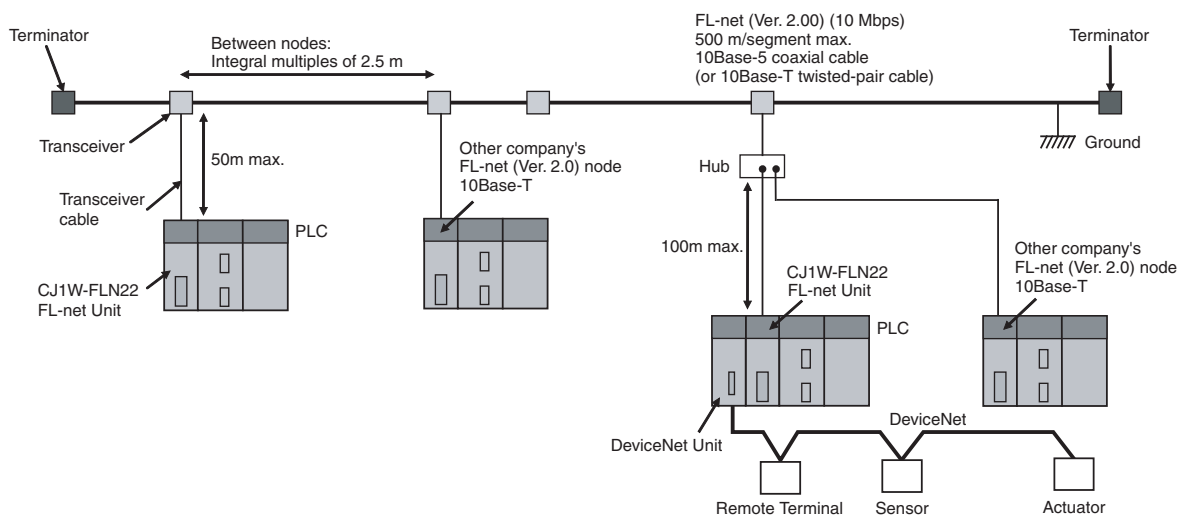 Terminator
Between nodes:
Integral multiples of 2.5 m
FL-net (Ver. 2.00) (10 Mbps)
500 m/segment max.
10Base-5 coaxial cable
(or 10Base-T twisted-pair cable)
Terminator
Transceiver
50m max.
Other company's
FL-net (Ver. 2.0) node
10Base-T
Hub
Ground
Transceiver
cable
PLC
100m max.
CJ1W-FLN22
FL-net Unit
CJ1W-FLN22
FL-net Unit
Other company's
FL-net (Ver. 2.0) node
10Base-T
PLC
DeviceNet Unit
DeviceNet
Remote Terminal
Sensor
Actuator